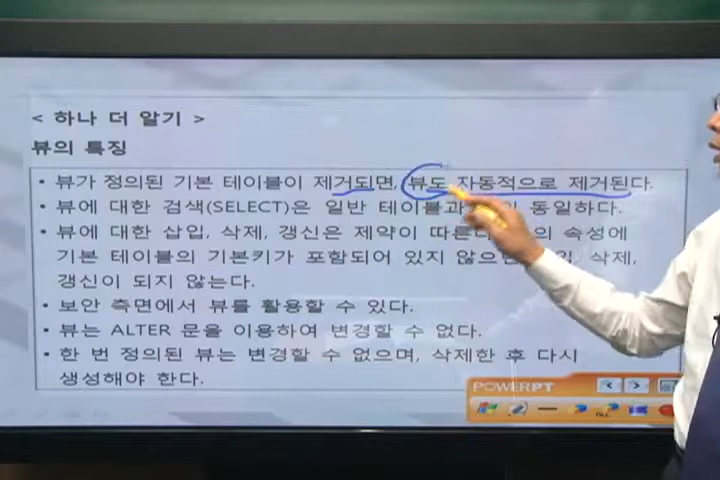 < 하나 더 알기 >
뷰의 특징
• 뷰가 정의된 기본 테이블이 제거되면, 뷰도 자동적으로 제거된다.
• 뷰에 대한 검색(SELECT)은 일반 테이블과 동일하다.
• 뷰에 대한 삽입, 삭제, 갱신은 제약이 따른다 의 속성에
기본 테이블의 기본키가 포함되어 있지 않으면 삭제,
갱신이 되지 않는다.
• 보안 측면에서 뷰를 활용할 수 있다.
• 뷰는 ALTER 문을 이용하여 변경할 수 없다.
• 한 번 정의된 뷰는 변경할 수 없으며, 삭제한 후 다시
생성해야 한다.
POWERPT